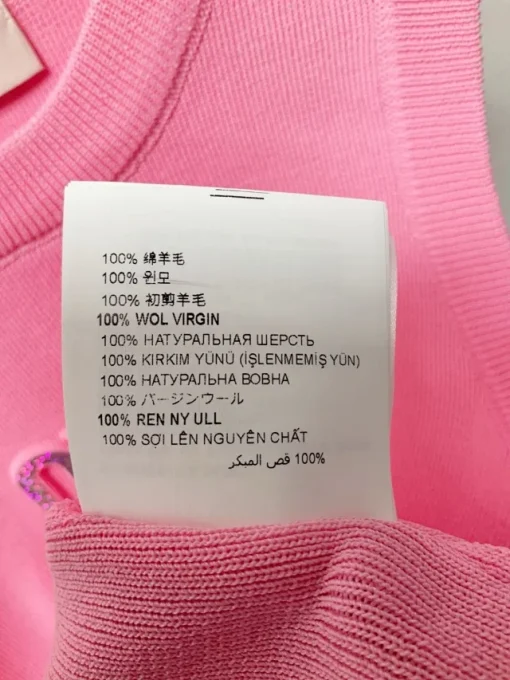 100% 绵羊毛
100% 원모
100% 初剪羊毛
100% WOL VIRGIN
100% НАТУРАЛЬНАЯ ШЕРСТЬ
100% KIRKIM YÜNÜ (İŞLENMEMİŞ YÜN)
100% НАТУРАЛЬНА ВОВНА
100% バージンウール
100% REN NY ULL
100% SỢI LÊN NGUYÊN CHẤT
100% قص المبكر